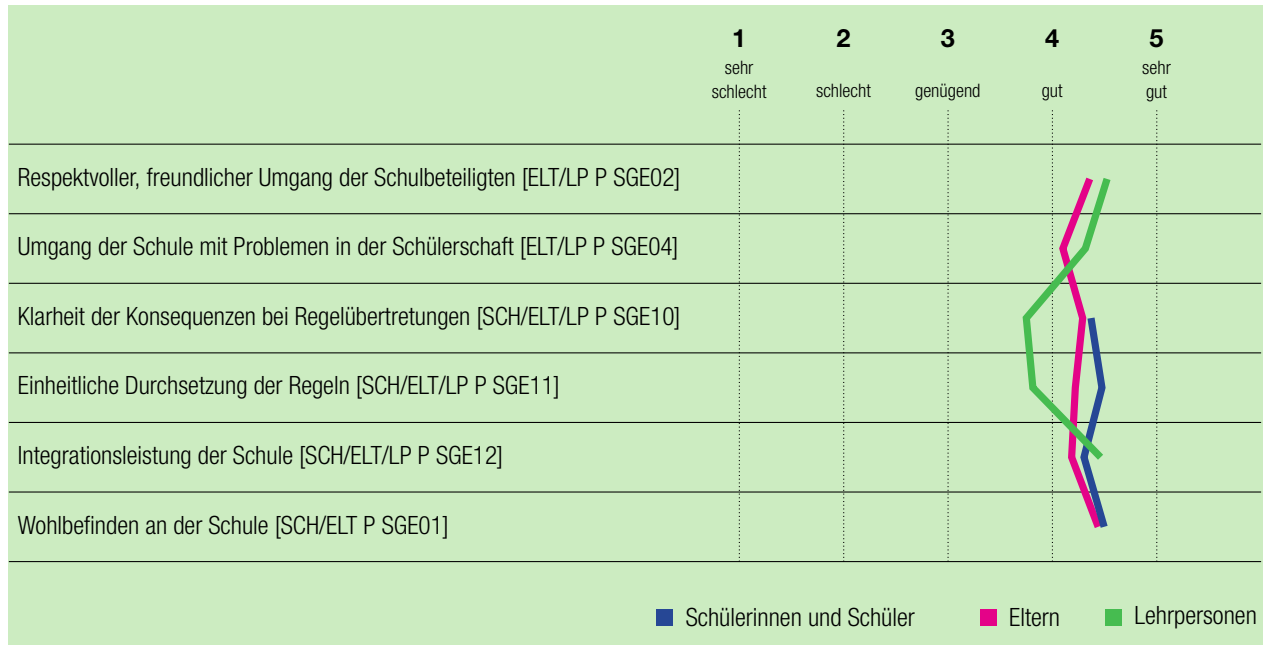 1 2 3 4 5
sehr schlecht schlecht genügend gut sehr gut
Respektvoller, freundlicher Umgang der Schulbeteiligten [ELT/LP P SGE02]
Umgang der Schule mit Problemen in der Schülerschaft [ELT/LP P SGE04]
Klarheit der Konsequenzen bei Regelübertretungen [SCH/ELT/LP P SGE10]
Einheitliche Durchsetzung der Regeln [SCH/ELT/LP P SGE11]
Integrationsleistung der Schule [SCH/ELT/LP P SGE12]
Wohlbefinden an der Schule [SCH/ELT P SGE01]
Schülerinnen und Schüler Eltern Lehrpersonen